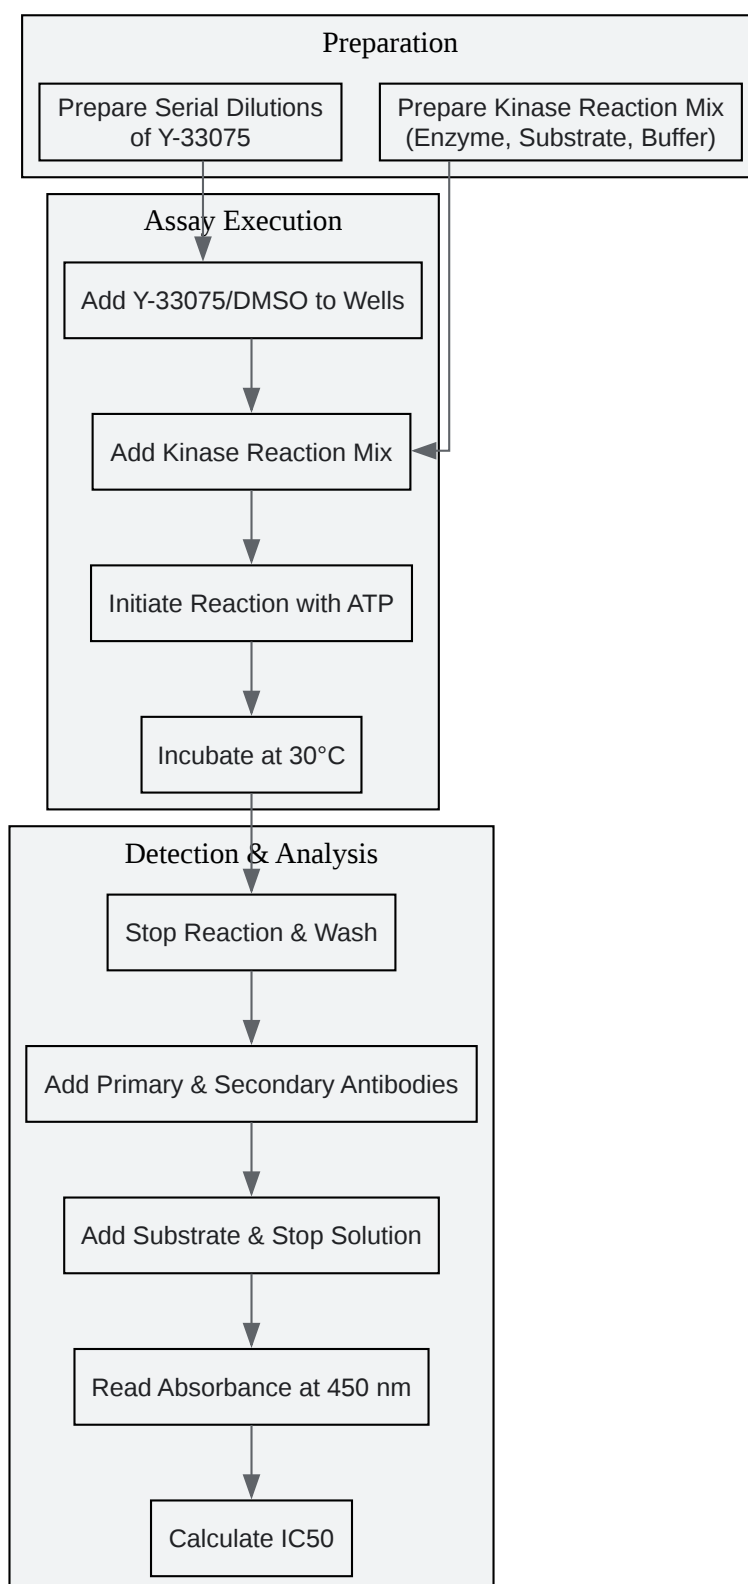 Preparation
Prepare Serial Dilutions
of Y-33075
Prepare Kinase Reaction Mix
(Enzyme, Substrate, Buffer)
Assay Execution
Add Y-33075/DMSO to Wells
Add Kinase Reaction Mix
Initiate Reaction with ATP
Incubate at 30°C
Detection & Analysis
Stop Reaction & Wash
Add Primary & Secondary Antibodies
Add Substrate & Stop Solution
Read Absorbance at 450 nm
Calculate IC50